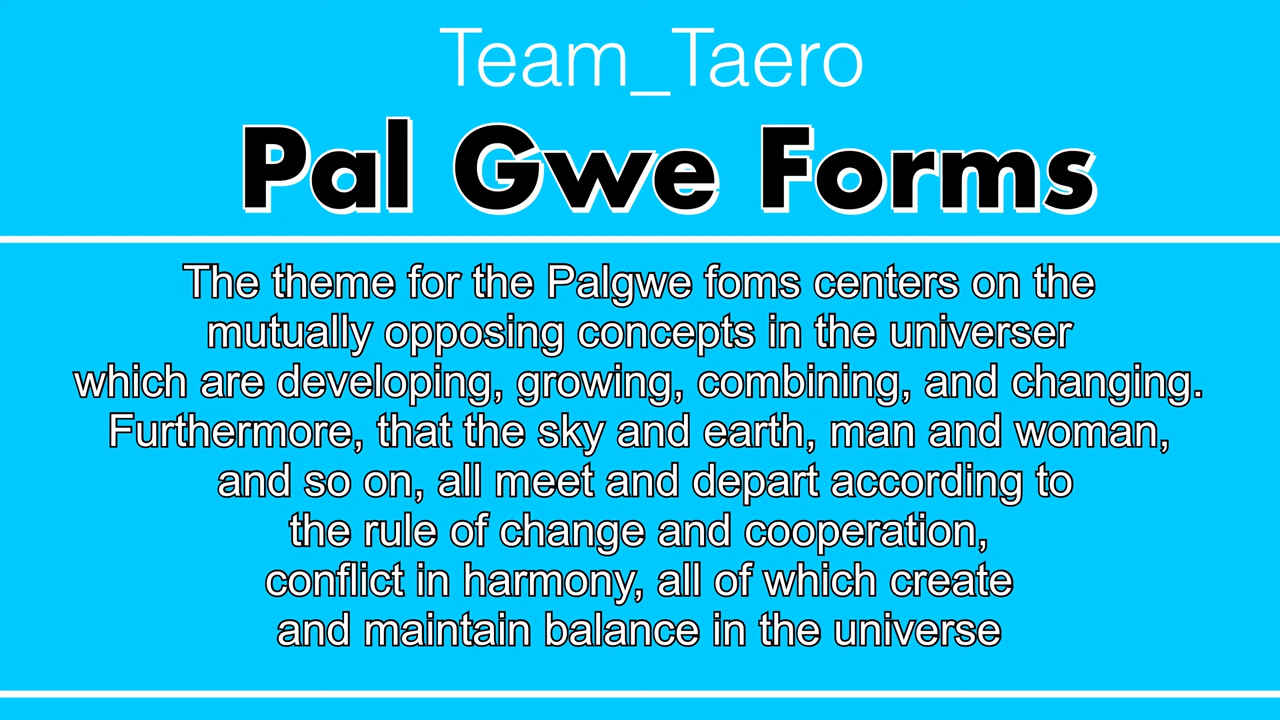 Team_Taero
Pal Gwe Forms
The theme for the Palgwe foms centers on the
mutually opposing concepts in the universer
which are developing, growing, combining, and changing.
Furthermore, that the sky and earth, man and woman,
and so on, all meet and depart according to
the rule of change and cooperation,
conflict in harmony, all of which create
and maintain balance in the universe